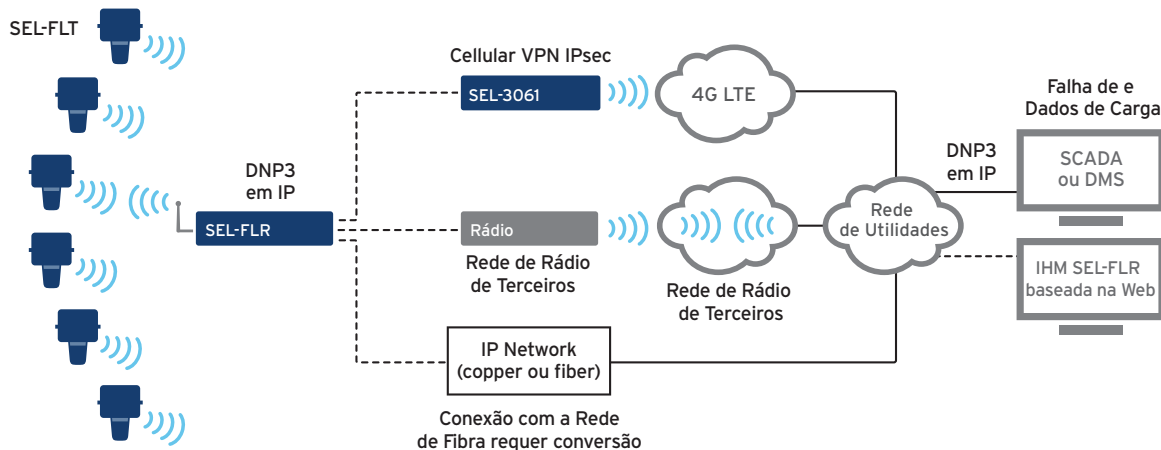 SEL-FLT
DNP3
em IP
SEL-FLR
Cellular VPN IPsec
SEL-3061
4G LTE
Rádio
Rede de Rádio
de Terceiros
Rede de Rádio
de Terceiros
IP Network
(copper ou fiber)
Conexão com a Rede
de Fibra requer conversão
Rede
de Utilidades
DNP3
em IP
Falha de e
Dados de Carga
SCADA
ou DMS
IHM SEL-FLR
baseada na Web